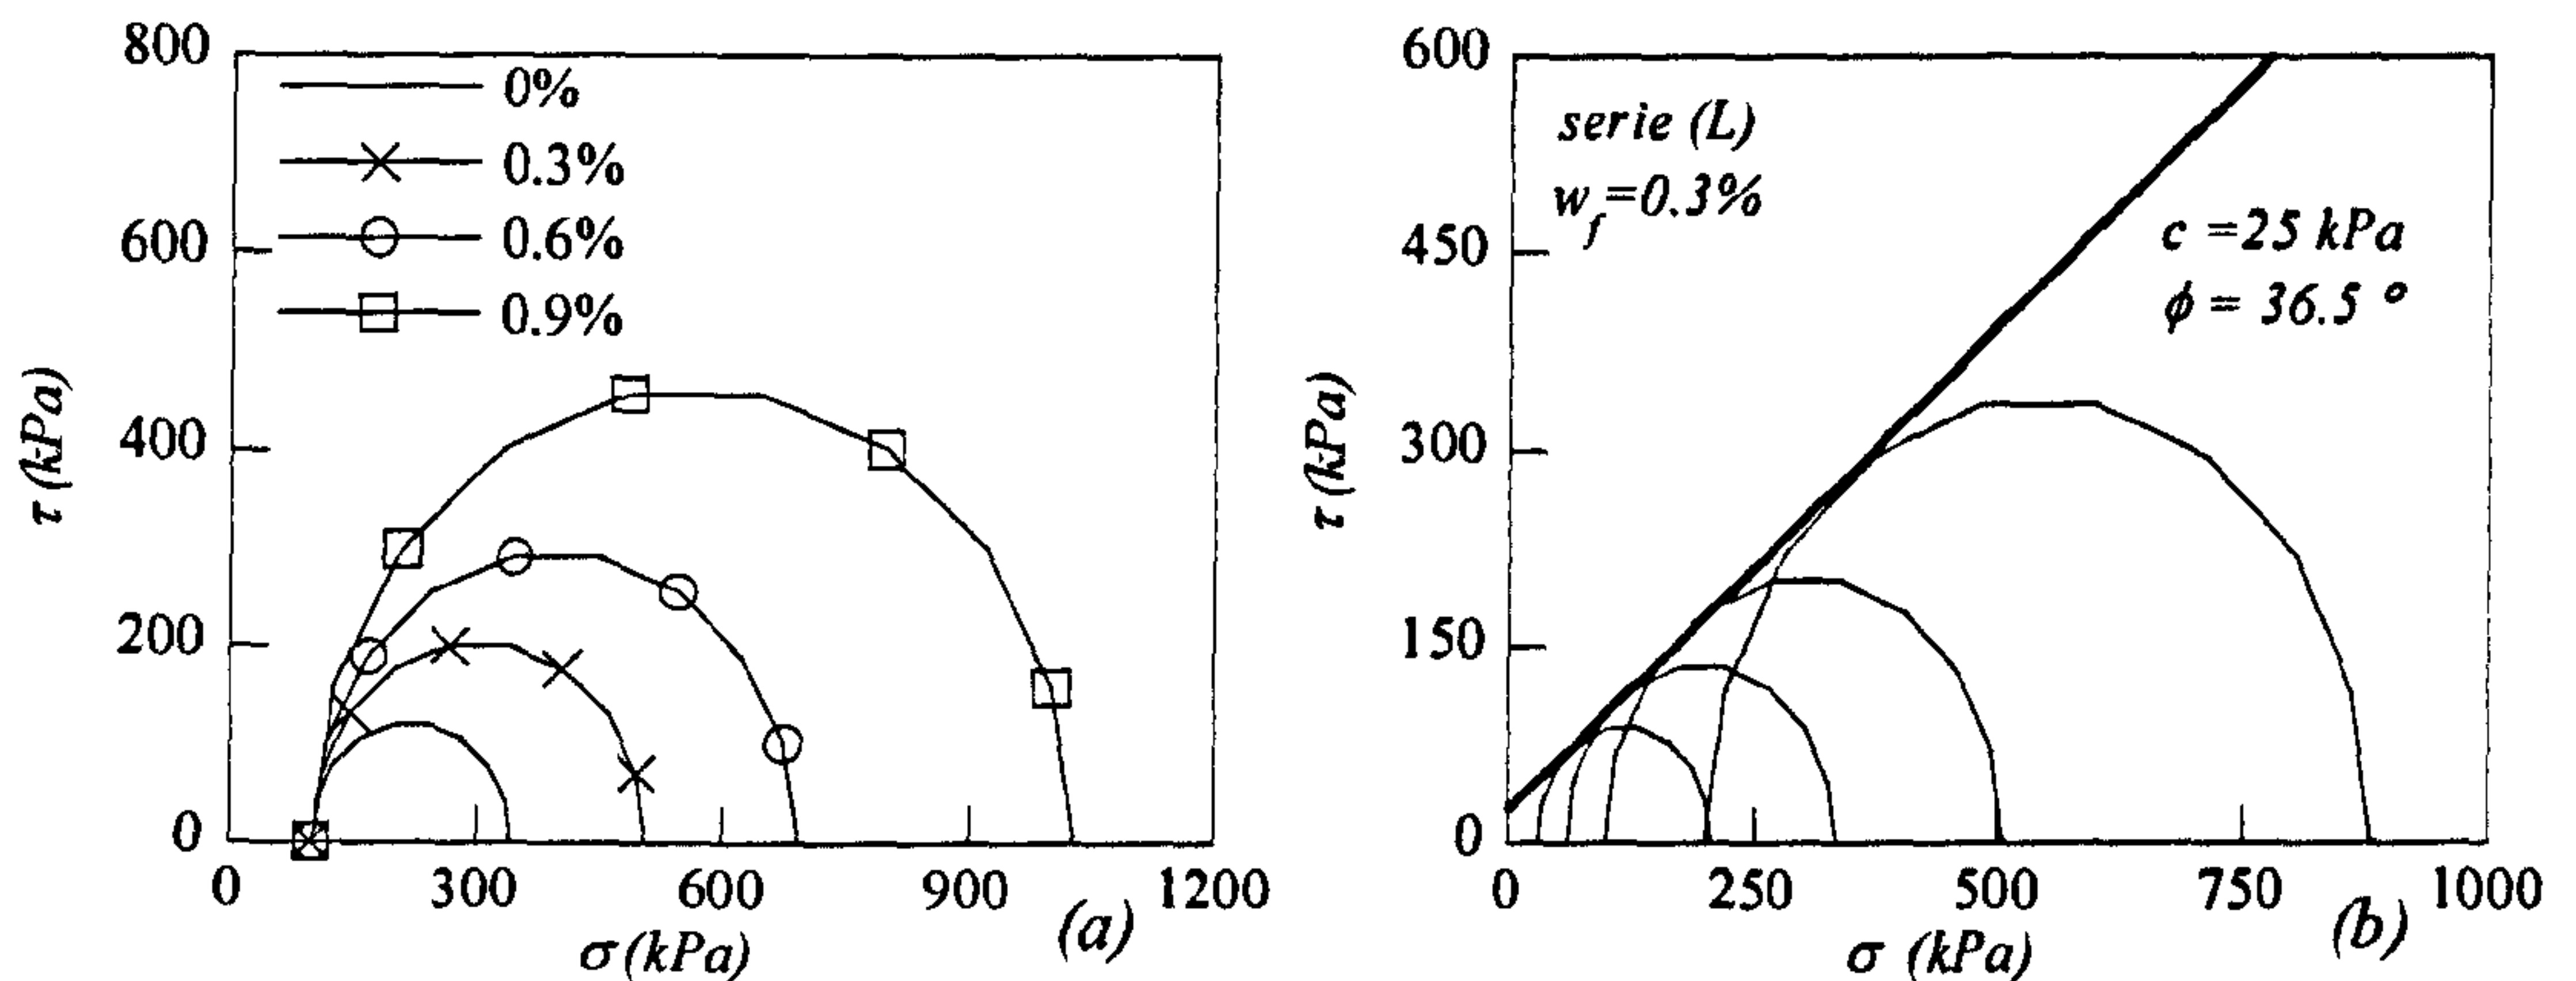 800
600
400
200
0
0%
0.3%
0.6%
0.9%
τ (kPa)
0 300 600 900 1200
σ (kPa)
(a)
600
450
300
150
0
serie (L)
w_f=0.3%
c =25 kPa
ϕ = 36.5 °
τ (kPa)
0 250 500 750 1000
σ (kPa)
(b)